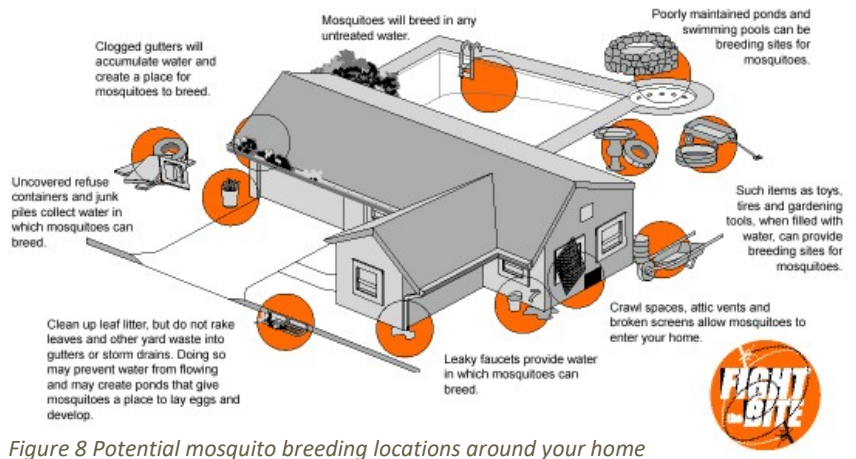 Mosquitoes will breed in any
untreated water.
Poorly maintained ponds and
swimming pools can be
breeding sites for
mosquitoes.
Clogged gutters will
accumulate water and
create a place for
mosquitoes to breed.
Uncovered refuse
containers and junk
piles collect water in
which mosquitoes can
breed.
Such items as toys,
tires and gardening
tools, when filled with
water, can provide
breeding sites for
mosquitoes.
Clean up leaf litter, but do not rake
leaves and other yard waste into
gutters or storm drains. Doing so
may prevent water from flowing
and may create ponds that give
mosquitoes a place to lay eggs and
develop.
Leaky faucets provide water
in which mosquitoes can
breed.
Crawl spaces, attic vents and
broken screens allow mosquitoes to
enter your home.
FIGHT
the BITE
Figure 8 Potential mosquito breeding locations around your home